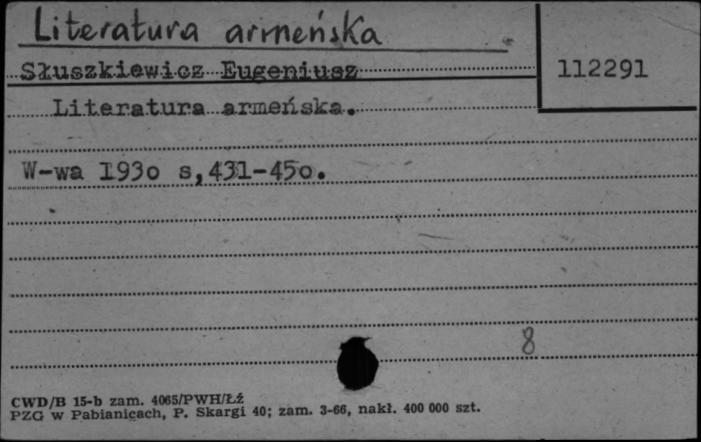 Literatura armeńska
Słuszkiewicz Eugeniusz
112291
Literatura armeńska.
W-wa 193o s,431-45o.
8
CWD/B 15-b zam. 4065/PWH/Łź
PZG w Pabianicach, P. Skargi 40; zam. 3-66, nakł. 400 000 szt.